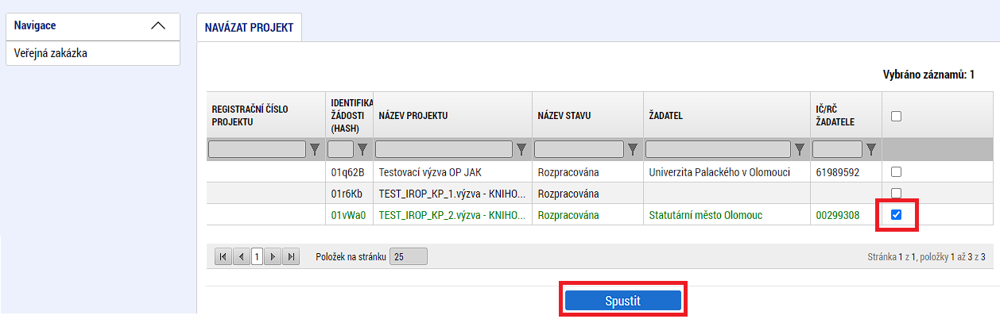 Navigace
Veřejná zakázka
NAVÁZAT PROJEKT
Vybráno záznamů: 1
REGISTRAČNÍ ČÍSLO PROJEKTU IDENTIFIKA ŽÁDOSTI (HASH) NÁZEV PROJEKTU NÁZEV STAVU ŽADATEL IČ/RČ ŽADATELE
01q62B Testovací výzva OP JAK Rozpracována Univerzita Palackého v Olomouci 61989592
01r6Kb TEST_IROP_KP_1.výzva - KNIHO... Rozpracována
01vWa0 TEST_IROP_KP_2.výzva - KNIHO... Rozpracována Statutární město Olomouc 00299308
1 Položek na stránku 25 Stránka 1 z 1, položky 1 až 3 z 3
Spustit